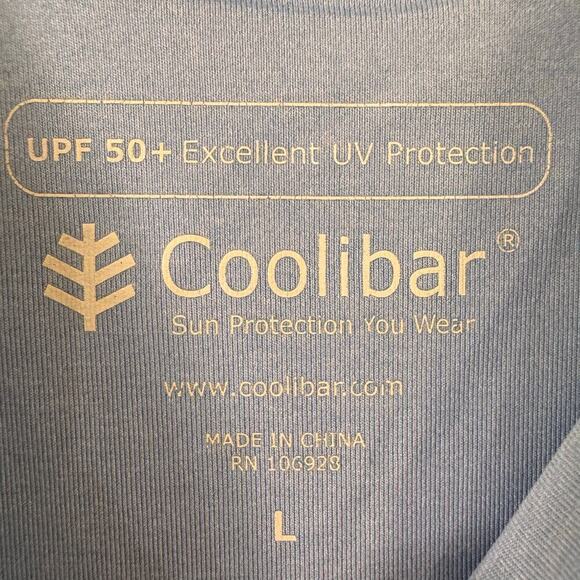 UPF 50+ Excellent UV Protection
Coolibar®
Sun Protection You Wear
www.coolibar.com
MADE IN CHINA
RN 106928
L